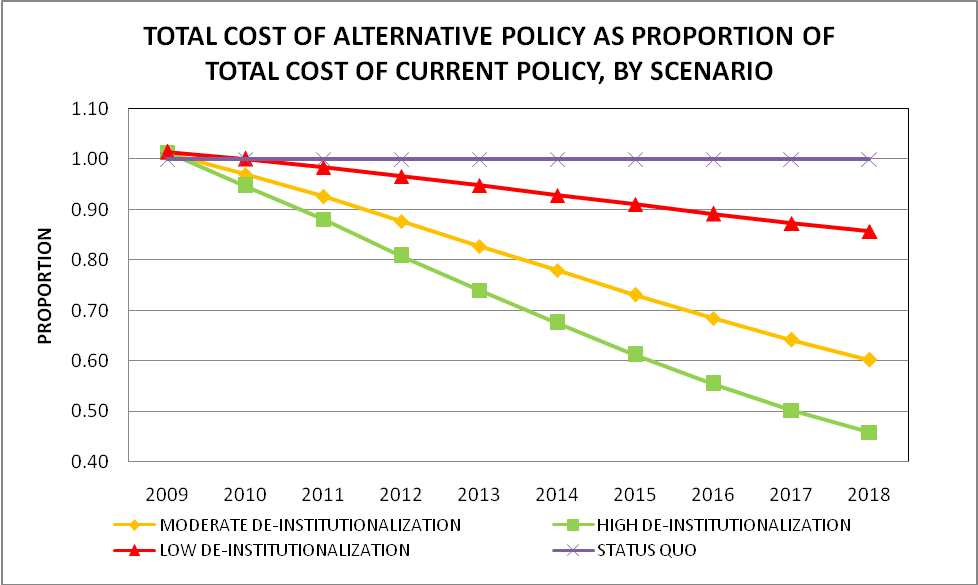 TOTAL COST OF ALTERNATIVE POLICY AS PROPORTION OF
TOTAL COST OF CURRENT POLICY, BY SCENARIO
PROPORTION
1.10
1.00
0.90
0.80
0.70
0.60
0.50
0.40
2009 2010 2011 2012 2013 2014 2015 2016 2017 2018
MODERATE DE-INSTITUTIONALIZATION HIGH DE-INSTITUTIONALIZATION
LOW DE-INSTITUTIONALIZATION STATUS QUO